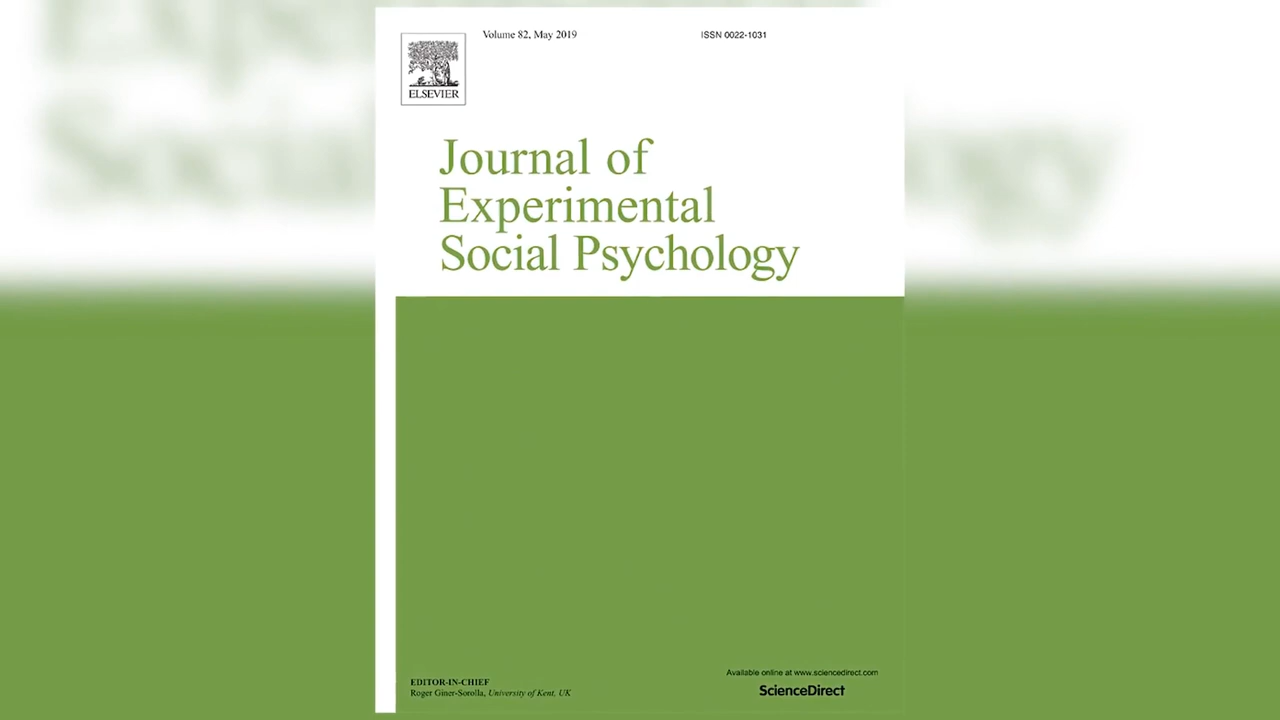 Volume 82, May 2019
ISSN 0022-1031
ELSEVIER
Journal of
Experimental
Social Psychology
EDITOR-IN-CHIEF
Roger Giner-Sorolla, University of Kent, UK
Available online at www.sciencedirect.com
ScienceDirect